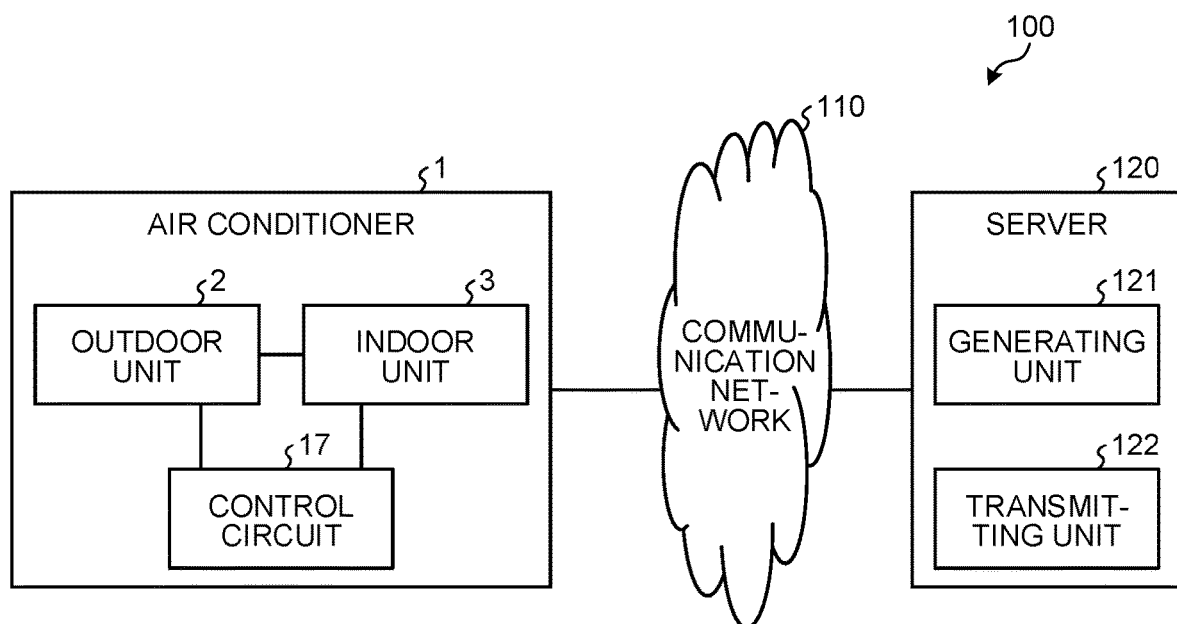 100
110
1
120
AIR CONDITIONER
SERVER
2
3
121
OUTDOOR
UNIT
INDOOR
UNIT
COMMU-
NICATION
NET-
WORK
GENERATING
UNIT
17
122
CONTROL
CIRCUIT
TRANSMIT-
TING UNIT